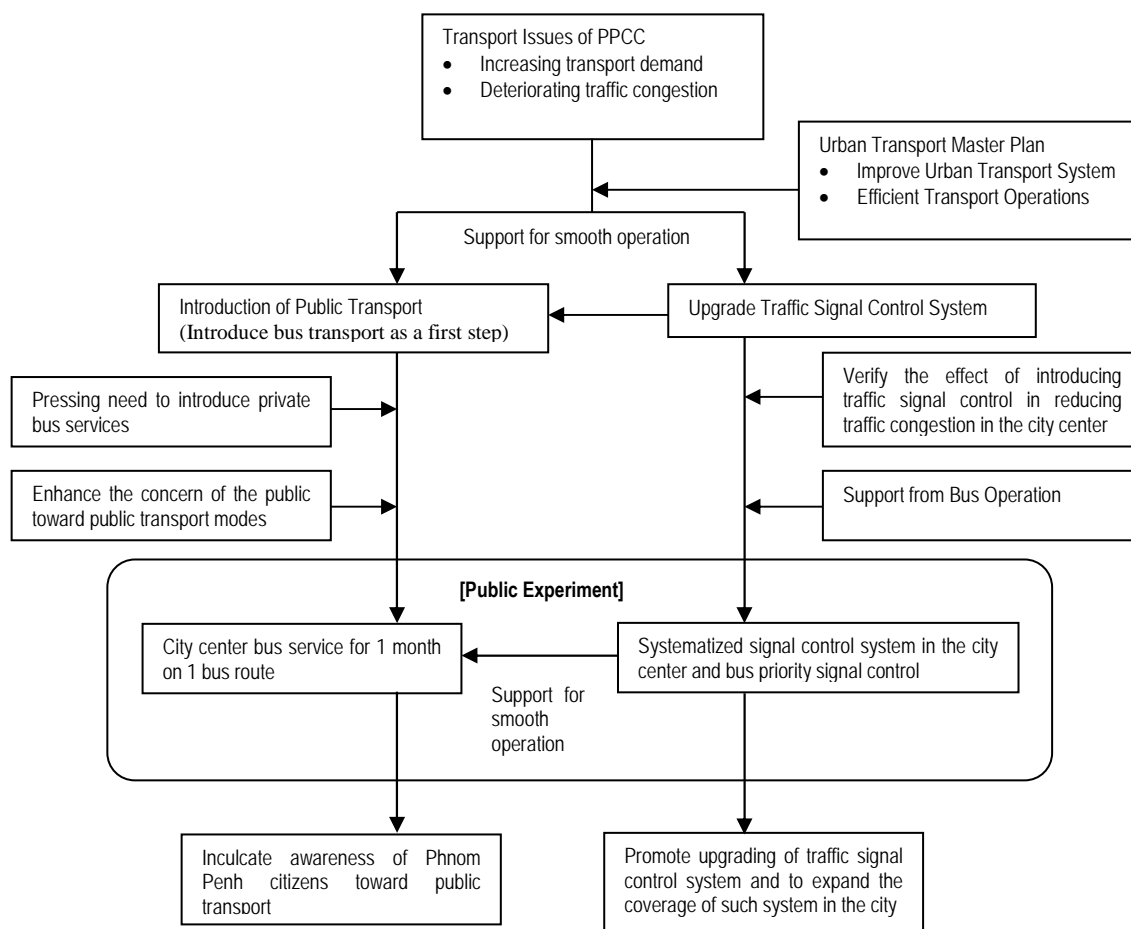 Transport Issues of PPCC
• Increasing transport demand
• Deteriorating traffic congestion
Urban Transport Master Plan
• Improve Urban Transport System
• Efficient Transport Operations
Support for smooth operation
Introduction of Public Transport
(Introduce bus transport as a first step)
Upgrade Traffic Signal Control System
Pressing need to introduce private
bus services
Verify the effect of introducing
traffic signal control in reducing
traffic congestion in the city center
Enhance the concern of the public
toward public transport modes
Support from Bus Operation
[Public Experiment]
City center bus service for 1 month
on 1 bus route
Systematized signal control system in the city
center and bus priority signal control
Support for
smooth
operation
Inculcate awareness of Phnom
Penh citizens toward public
transport
Promote upgrading of traffic signal
control system and to expand the
coverage of such system in the city